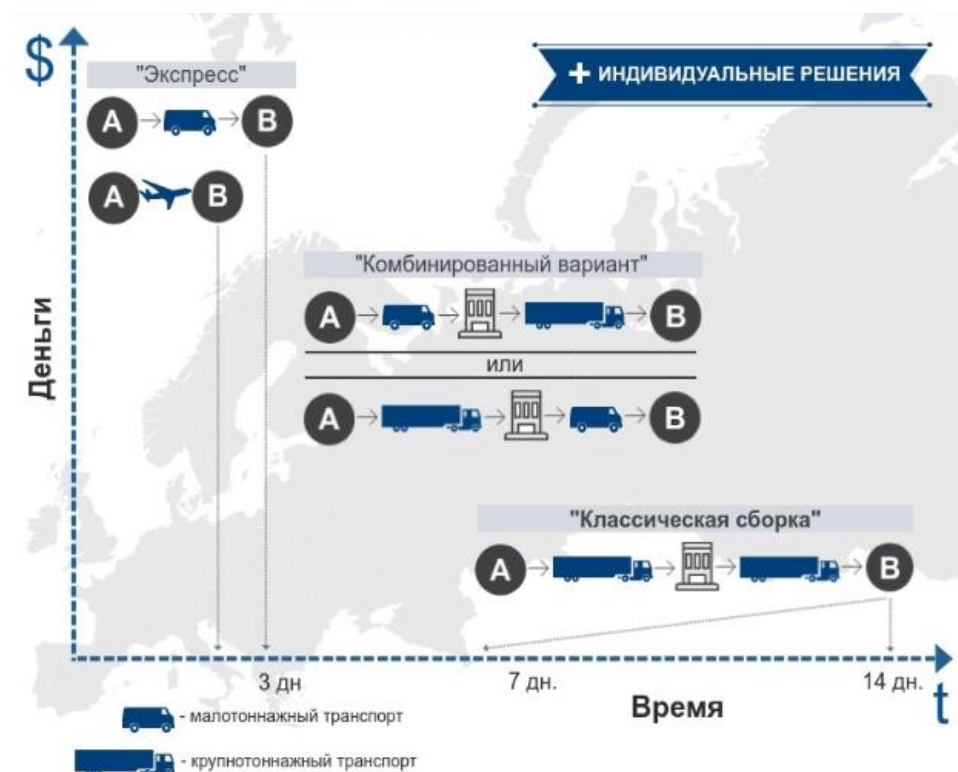 $
"Экспресс"
+ ИНДИВИДУАЛЬНЫЕ РЕШЕНИЯ
A B
A B
"Комбинированный вариант"
A B
или
A B
Деньги
"Классическая сборка"
A B
3 дн
7 дн.
14 дн.
Время
t
- малотоннажный транспорт
- крупнотоннажный транспорт